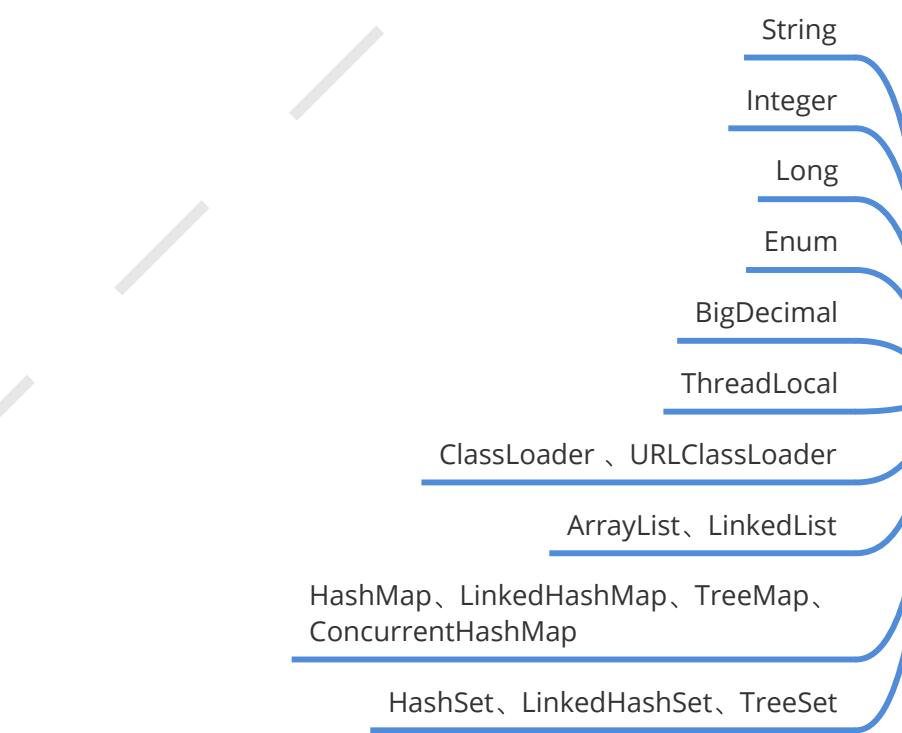 String
Integer
Long
Enum
BigDecimal
ThreadLocal
ClassLoader 、URLClassLoader
ArrayList、LinkedList
HashMap、LinkedHashMap、TreeMap、
ConcurrentHashMap
HashSet、LinkedHashSet、TreeSet